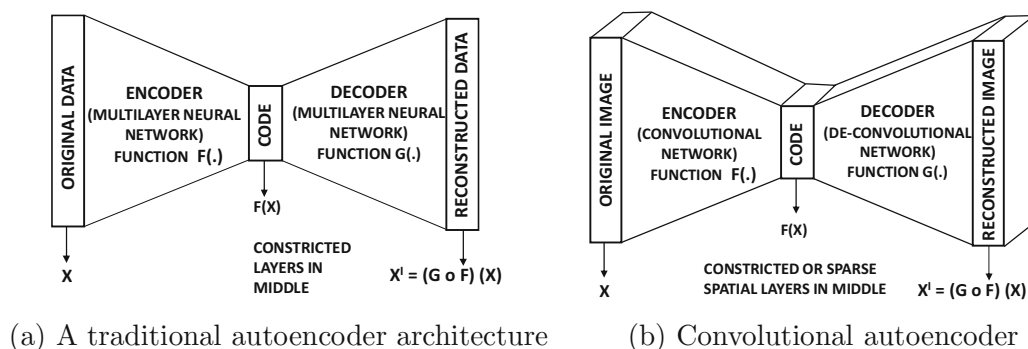 ORIGINAL DATA
ENCODER
(MULTILAYER NEURAL
NETWORK)
FUNCTION F(.)
CODE
DECODER
(MULTILAYER NEURAL
NETWORK)
FUNCTION G(.)
RECONSTRUCTED DATA
F(X)
CONSTRICTED
LAYERS IN
MIDDLE
X
Xᴵ = (G o F) (X)
(a) A traditional autoencoder architecture
ORIGINAL IMAGE
ENCODER
(CONVOLUTIONAL
NETWORK)
FUNCTION F(.)
CODE
DECODER
(DE-CONVOLUTIONAL
NETWORK)
FUNCTION G(.)
RECONSTRUCTED IMAGE
F(X)
CONSTRICTED OR SPARSE
SPATIAL LAYERS IN MIDDLE
X
Xᴵ = (G o F) (X)
(b) Convolutional autoencoder